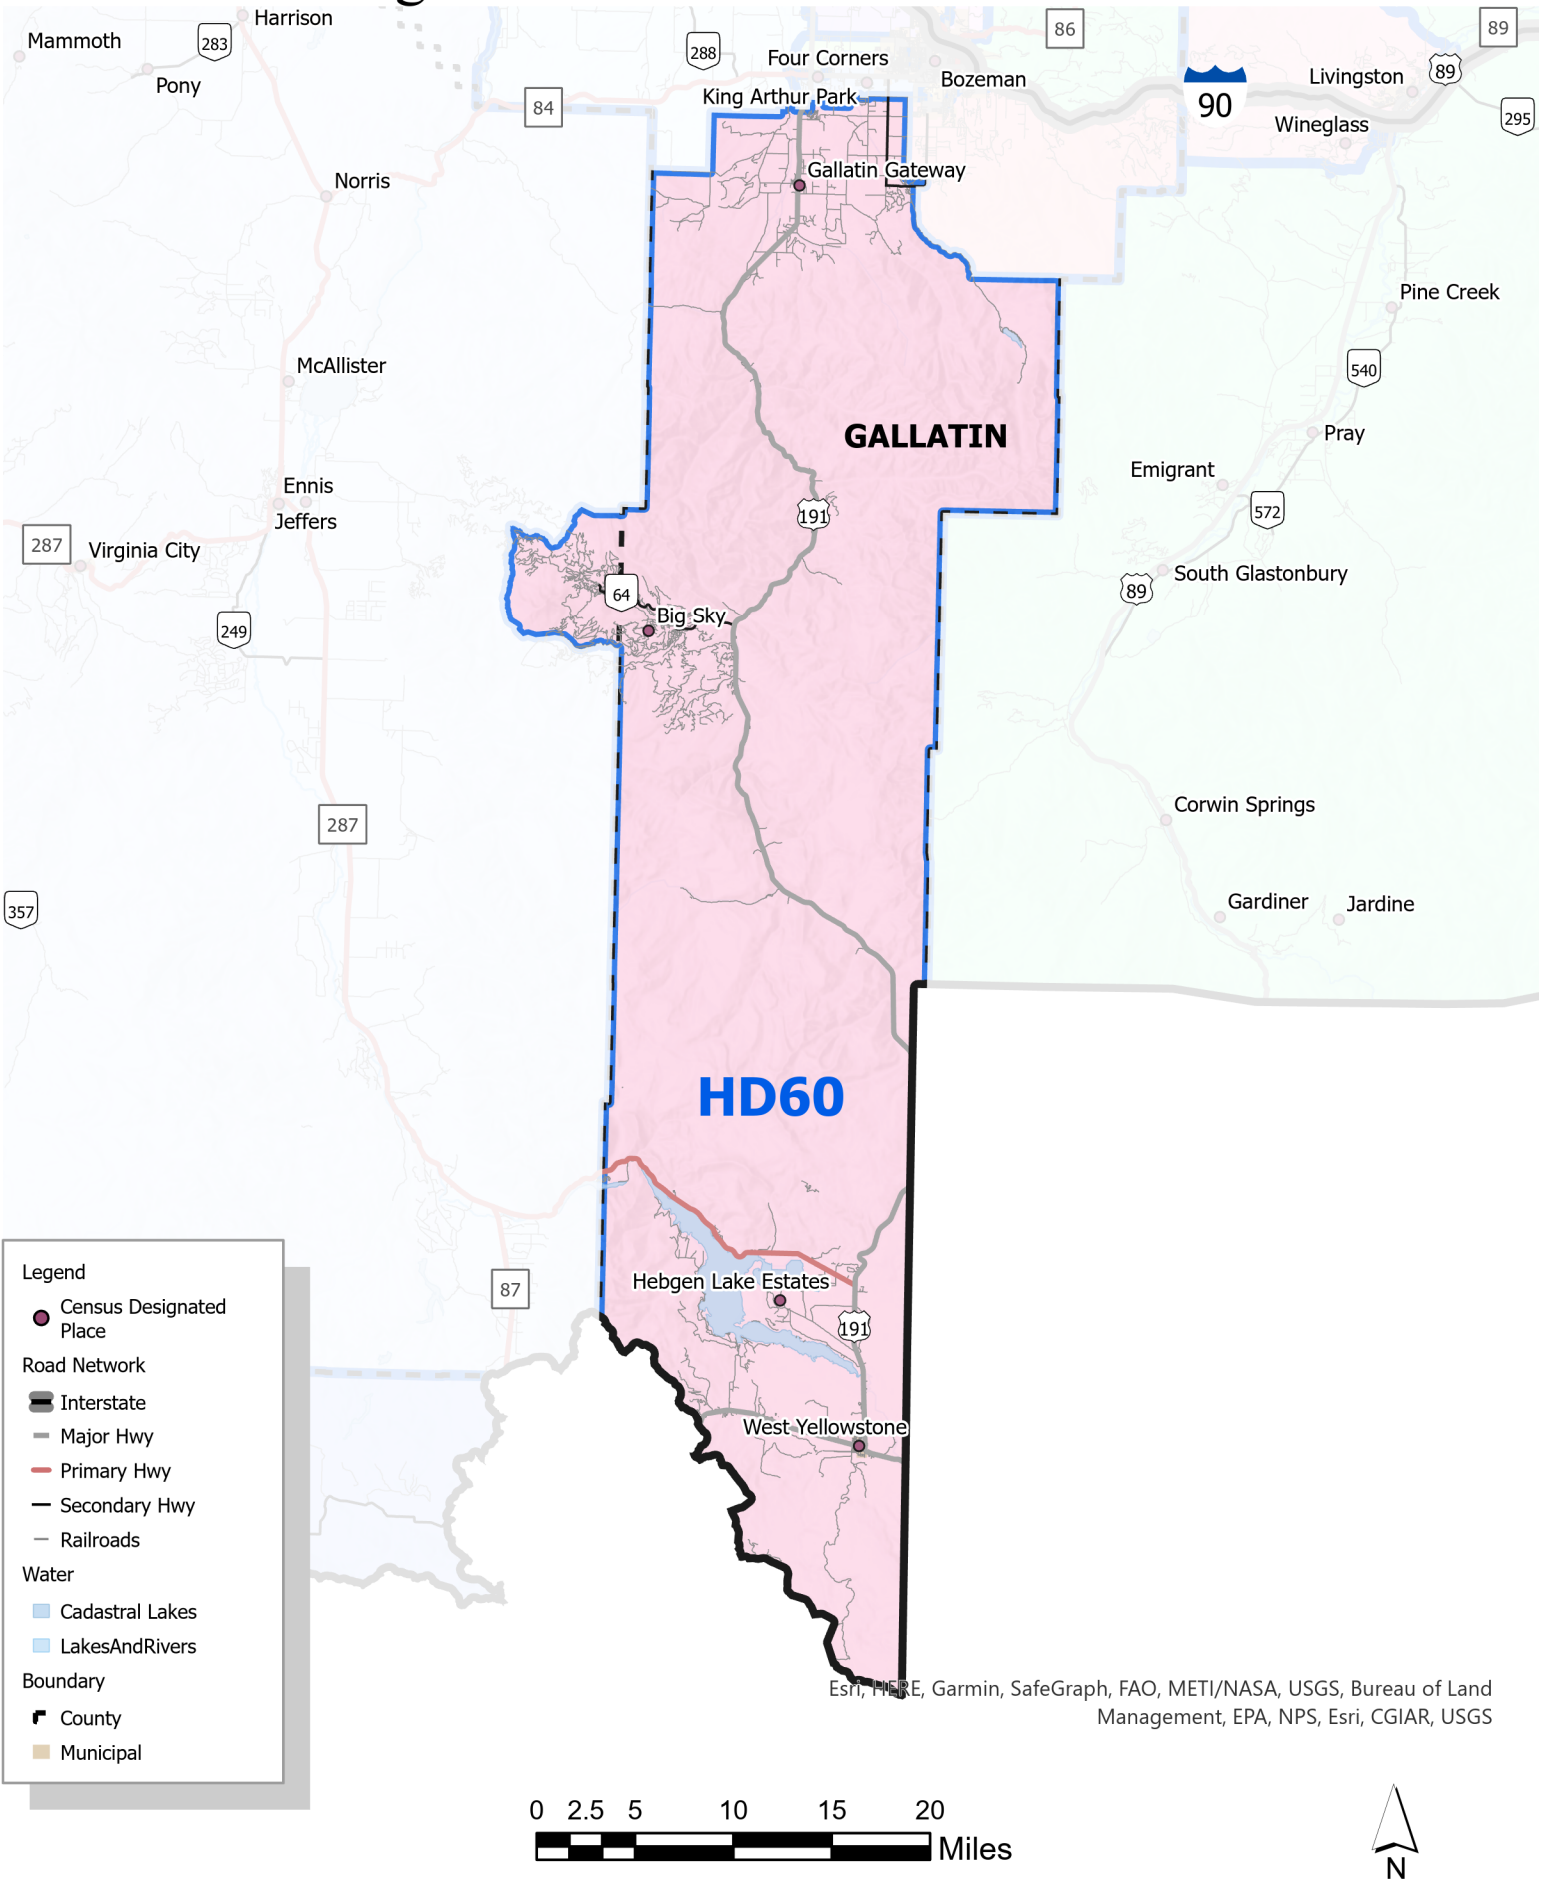 Harrison
Mammoth
283
Pony
288
Four Corners
86
89
Bozeman
Livingston
89
King Arthur Park
84
90
Wineglass
295
Norris
Gallatin Gateway
Pine Creek
McAllister
540
GALLATIN
Pray
Emigrant
Ennis
Jeffers
572
191
287
Virginia City
South Glastonbury
89
64
Big Sky
249
287
Corwin Springs
357
Gardiner
Jardine
HD60
Hebgen Lake Estates
87
191
West Yellowstone
Legend
Census Designated
Place
Road Network
Interstate
Major Hwy
Primary Hwy
Secondary Hwy
Railroads
Water
Cadastral Lakes
LakesAndRivers
Boundary
County
Municipal
Esri, HERE, Garmin, SafeGraph, FAO, METI/NASA, USGS, Bureau of Land
Management, EPA, NPS, Esri, CGIAR, USGS
0 2.5 5 10 15 20
Miles
N